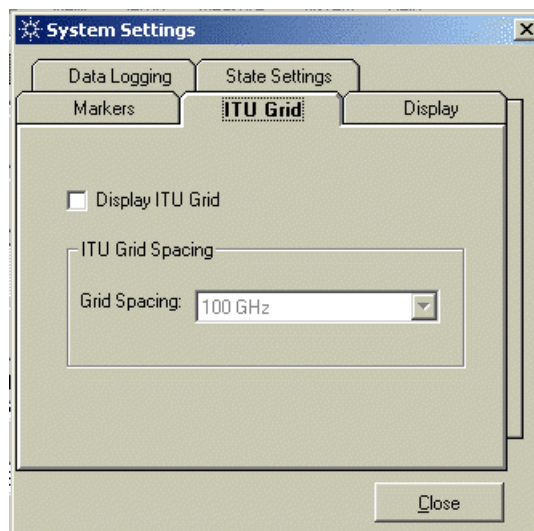 System Settings
Data Logging
State Settings
Markers
ITU Grid
Display
Display ITU Grid
ITU Grid Spacing
Grid Spacing: 100 GHz
Close